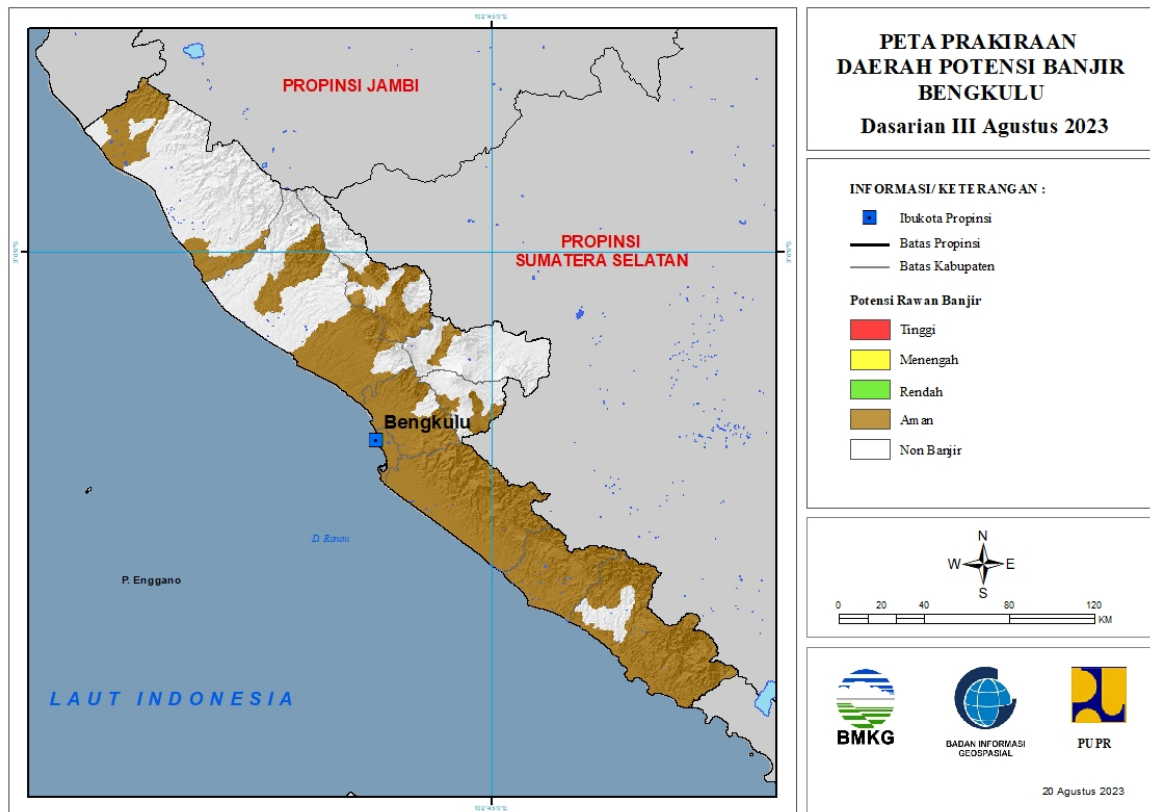 PETA PRAKIRAAN
DAERAH POTENSI BANJIR
BENGKULU
Dasarian III Agustus 2023
PROPINSI JAMBI
PROPINSI
SUMATERA SELATAN
Bengkulu
D. Ranau
P. Enggano
LAUT INDONESIA
INFORMASI/ KETERANGAN :
Ibukota Propinsi
Batas Propinsi
Batas Kabupaten
Potensi Rawan Banjir
Tinggi
Menengah
Rendah
Aman
Non Banjir
N
W E
S
0 20 40 80 120
KM
BMKG
BADAN INFORMASI
GEOSPASIAL
PUPR
20 Agustus 2023